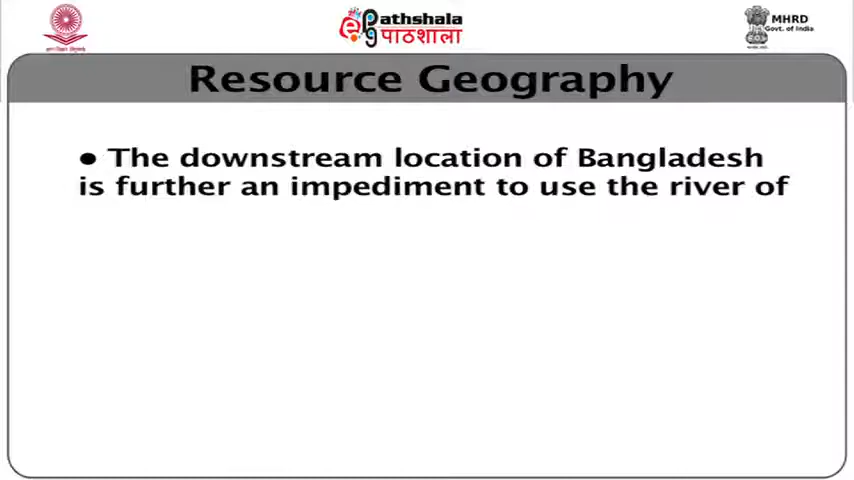 ePathshala
पाठशाला
MHRD
Govt. of India
Resource Geography
● The downstream location of Bangladesh
is further an impediment to use the river of